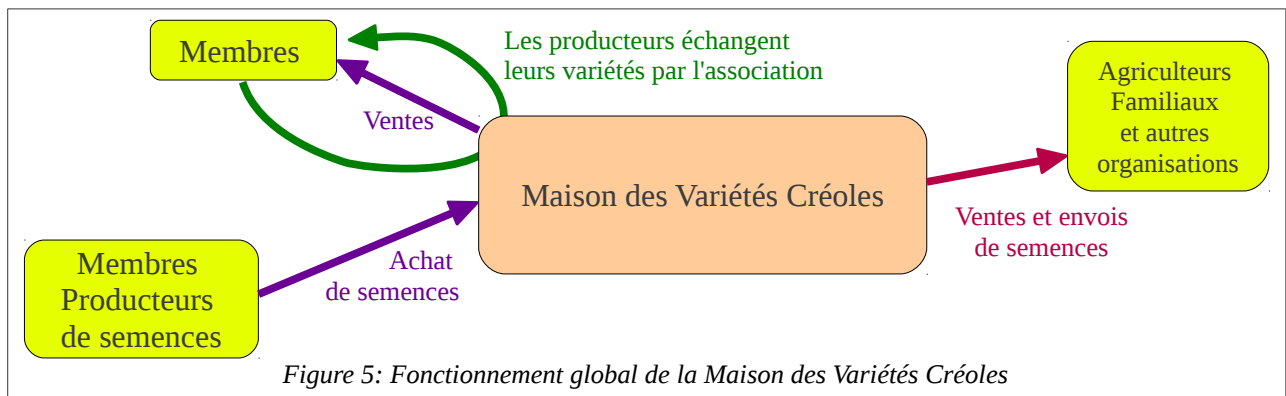 Membres
Les producteurs échangent
leurs variétés par l'association
Ventes
Agriculteurs
Familiaux
et autres
organisations
Maison des Variétés Créoles
Ventes et envois
de semences
Membres
Producteurs
de semences
Achat
de semences
Figure 5: Fonctionnement global de la Maison des Variétés Créoles